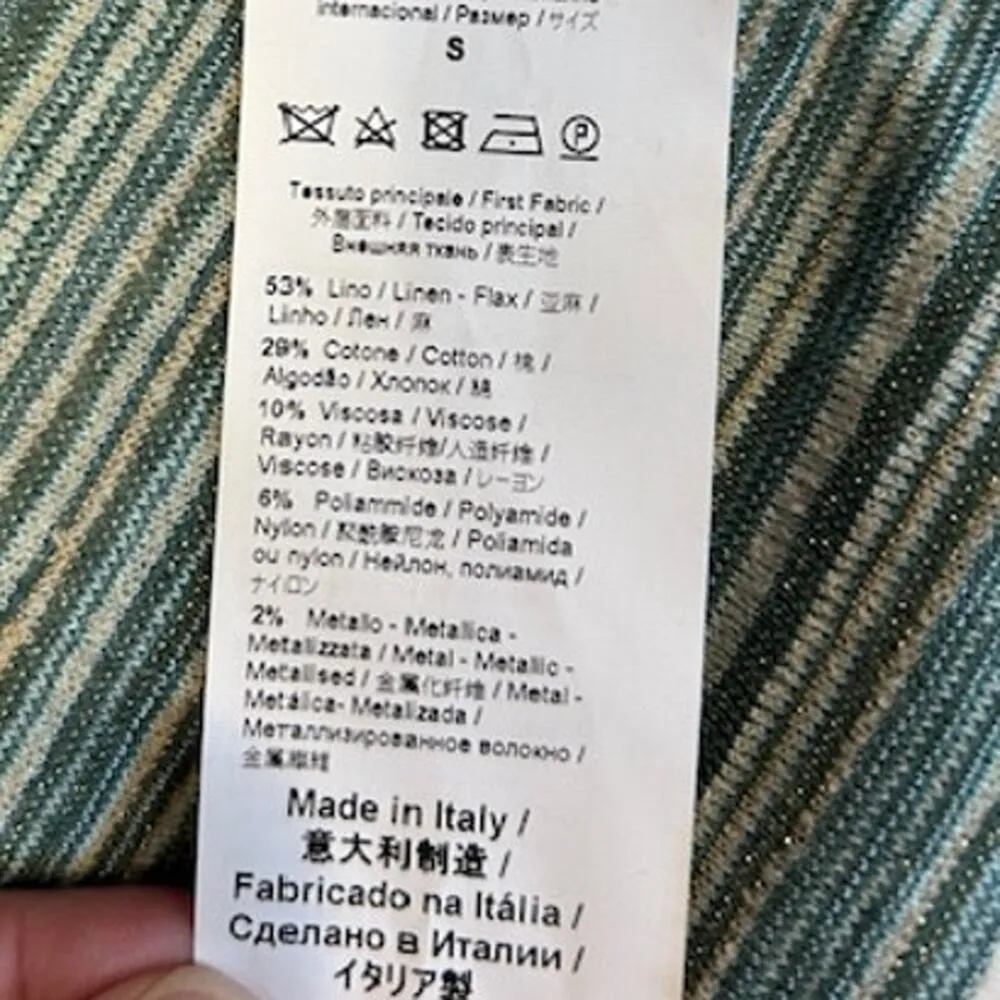 internacional / Размер / サイズ
S
P
Tessuto principale / First Fabric /
外层面料 / Tecido principal /
Внешняя ткань / 表生地
53% Lino / Linen - Flax / 亚麻 /
Linho / Лен / 麻
29% Cotone / Cotton / 棉 /
Algodão / Хлопок / 綿
10% Viscosa / Viscose /
Rayon / 粘胶纤维/人造纤维 /
Viscose / Вискоза / レーヨン
6% Poliammide / Polyamide /
Nylon / 聚酰胺尼龙 / Poliamida
ou nylon / Нейлон, полиамид /
ナイロン
2% Metallo - Metallica -
Metallizzata / Metal - Metallic -
Metallised / 金属化纤维 / Metal -
Metálica- Metalizada /
Металлизированное волокно /
金属繊維
Made in Italy /
意大利制造 /
Fabricado na Itália /
Сделано в Италии /
イタリア製